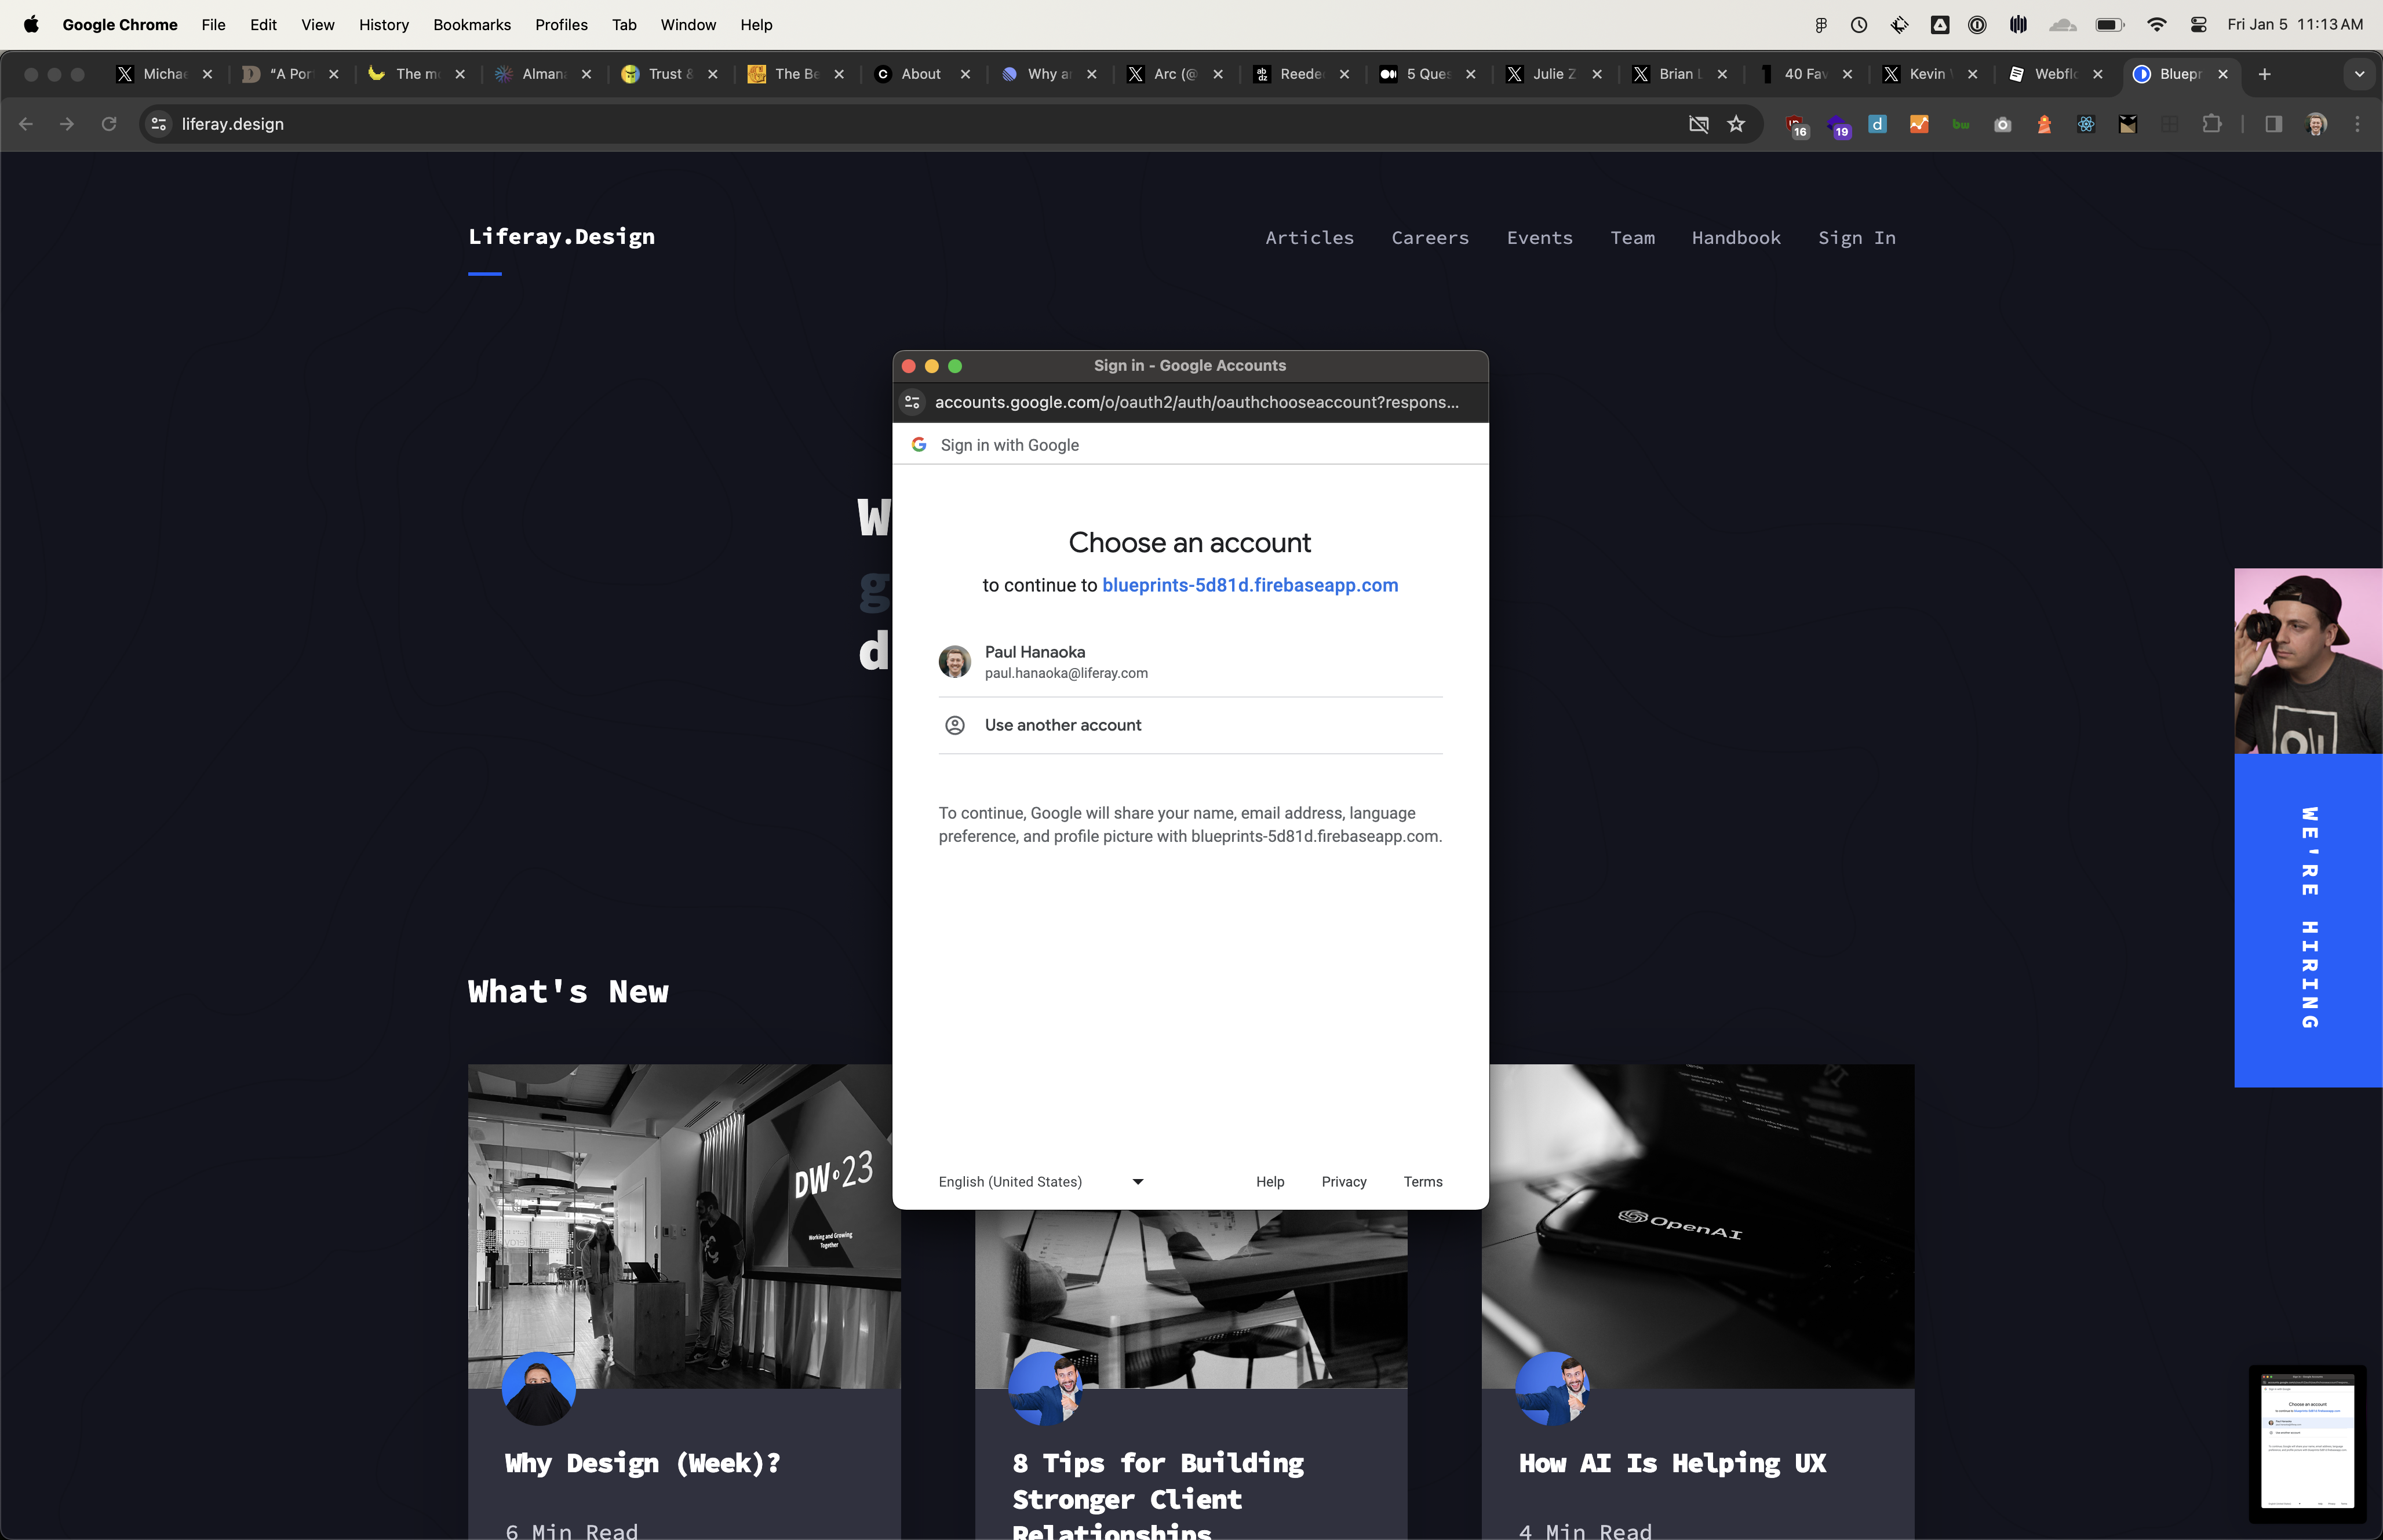 Google Chrome File Edit View History Bookmarks Profiles Tab Window Help Fri Jan 5 11:13 AM
Michae "A Por The mo Alman Trust & The Be About Why a Arc (@ Reede 5 Ques Julie Z Brian L 40 Fav Kevin Webflo Bluepr
liferay.design 16 19
Liferay.Design
Articles Careers Events Team Handbook Sign In
Sign in - Google Accounts
accounts.google.com/o/oauth2/auth/oauthchooseaccount?respons...
Sign in with Google
W
g
d
Choose an account
to continue to blueprints-5d81d.firebaseapp.com
Paul Hanaoka
paul.hanaoka@liferay.com
Use another account
To continue, Google will share your name, email address, language
preference, and profile picture with blueprints-5d81d.firebaseapp.com.
English (United States)
Help Privacy Terms
WE'RE HIRING
What's New
DW 23
Working and Growing
Together
OpenAI
Why Design (Week)?
6 Min Read
8 Tips for Building
Stronger Client
Relationships
How AI Is Helping UX
4 Min Read
Choose an account